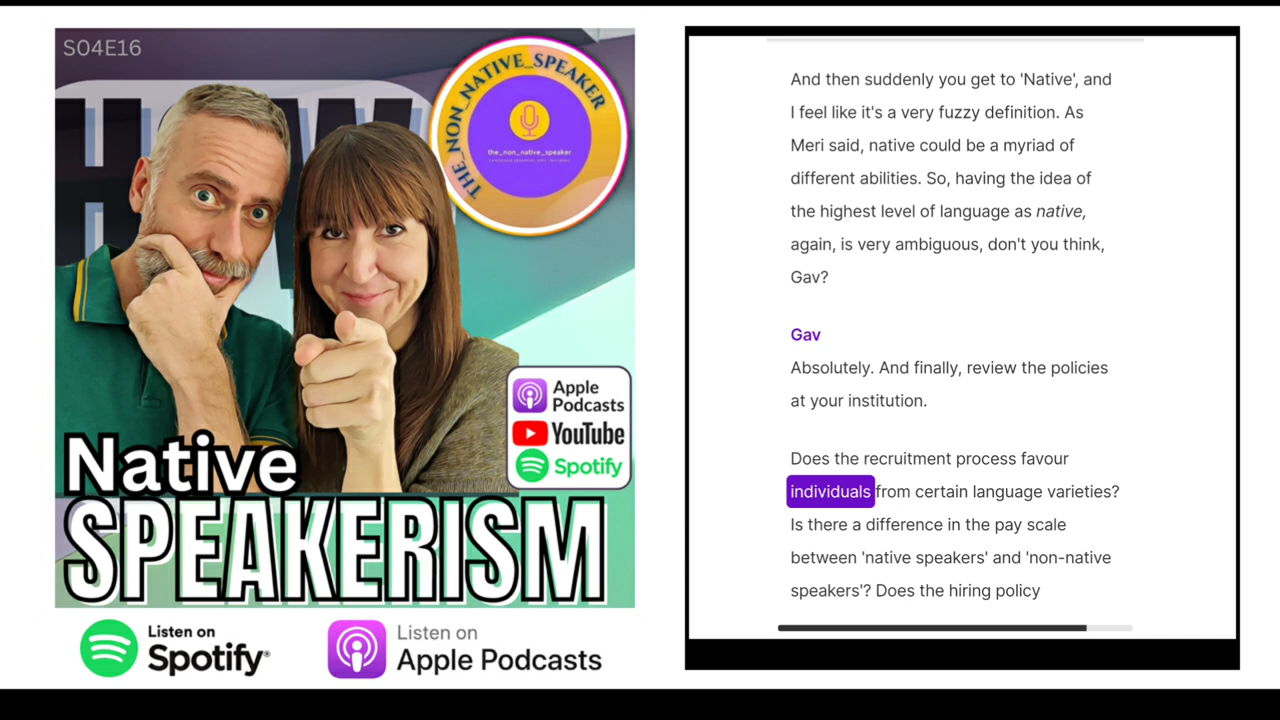 S04E16
HOW
THE_NON_NATIVE_SPEAKER
the_non_native_speaker
Apple
Podcasts
YouTube
Spotify
Native
SPEAKERISM
Listen on
Spotify®
Listen on
Apple Podcasts
And then suddenly you get to 'Native', and
I feel like it's a very fuzzy definition. As
Meri said, native could be a myriad of
different abilities. So, having the idea of
the highest level of language as native,
again, is very ambiguous, don't you think,
Gav?
Gav
Absolutely. And finally, review the policies
at your institution.
Does the recruitment process favour
individuals from certain language varieties?
Is there a difference in the pay scale
between 'native speakers' and 'non-native
speakers'? Does the hiring policy